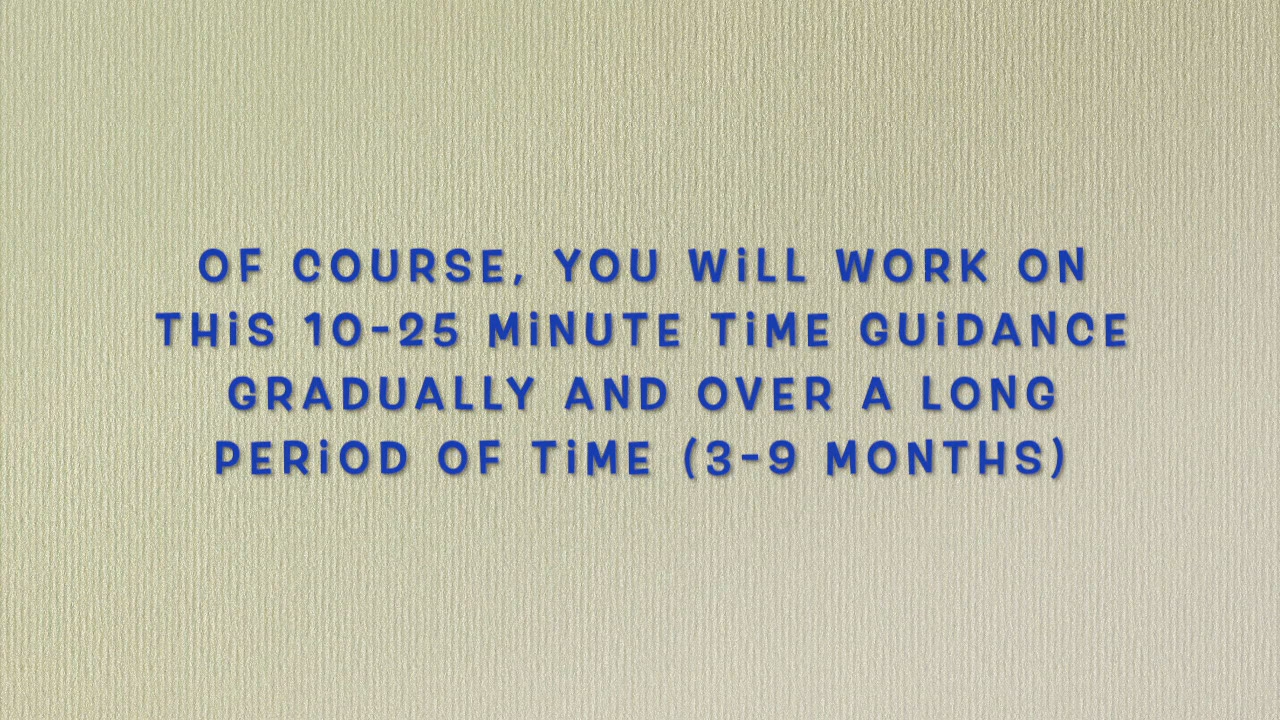 OF COURSE, YOU WiLL WORK ON
THiS 10-25 MiNUTE TiME GUiDANCE
GRADUALLY AND OVER A LONG
PERiOD OF TiME (3-9 MONTHS)